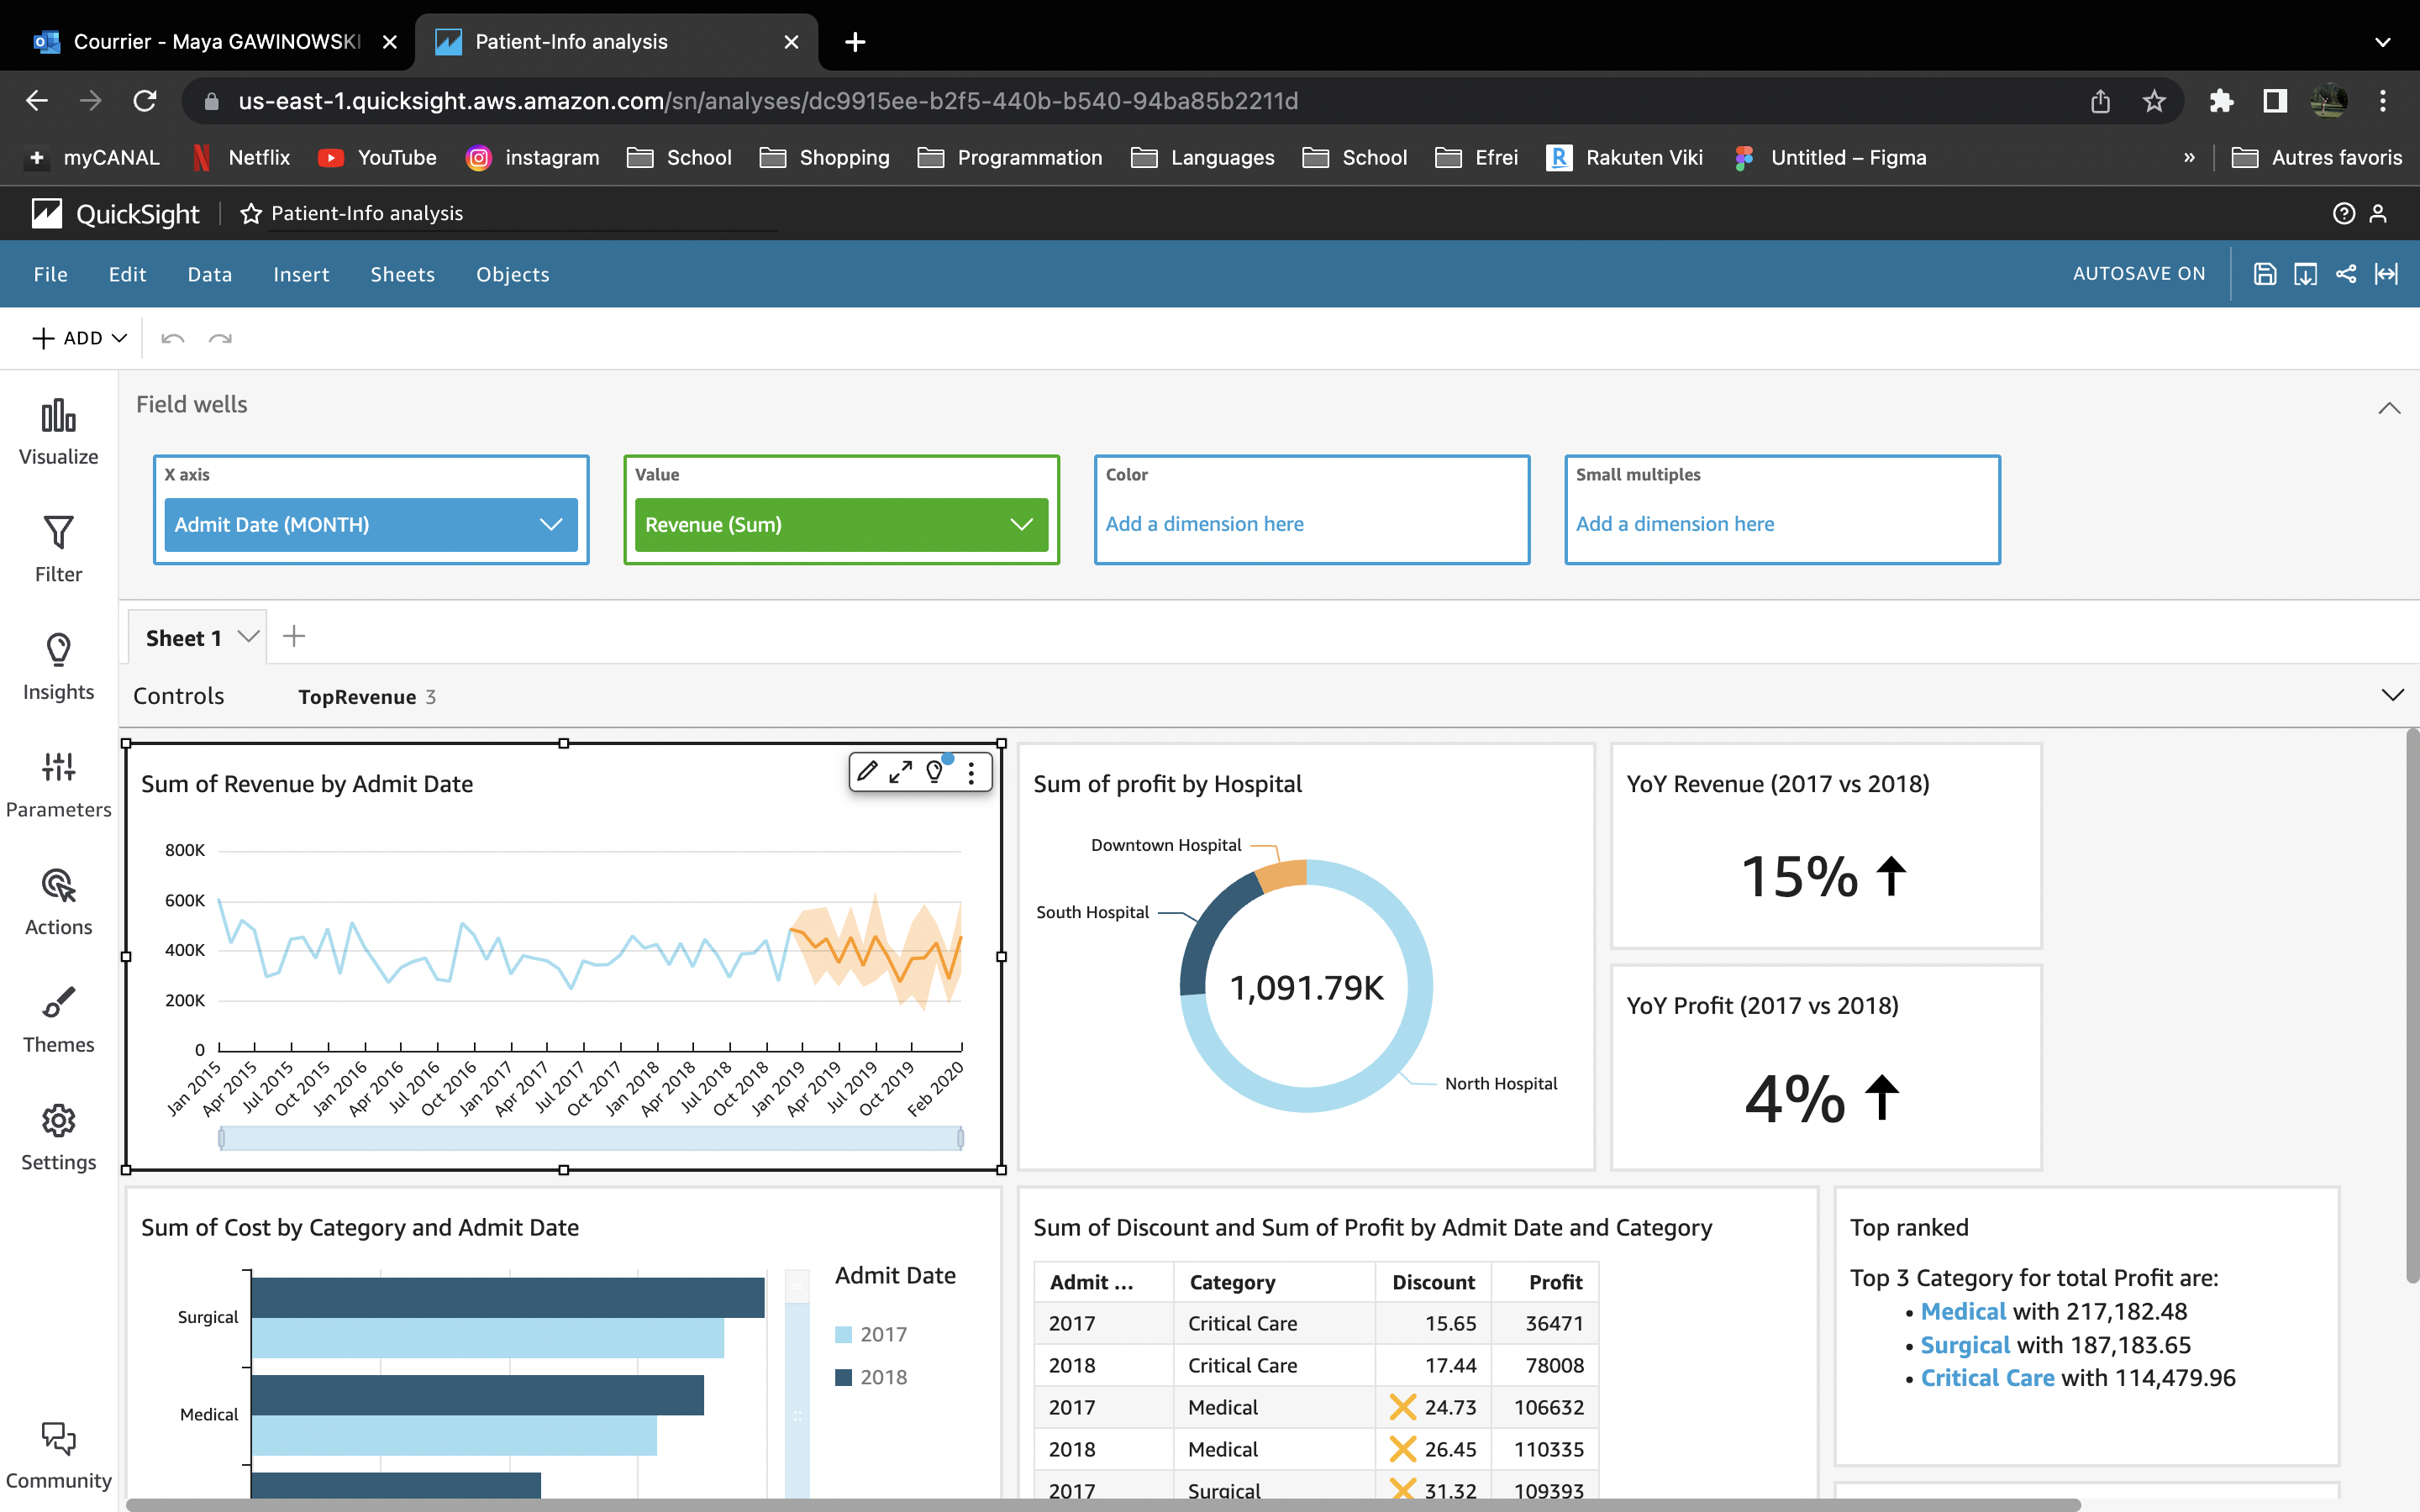 Courrier - Maya GAWINOWSKI
Patient-Info analysis
us-east-1.quicksight.aws.amazon.com/sn/analyses/dc9915ee-b2f5-440b-b540-94ba85b2211d
myCANAL Netflix YouTube instagram School Shopping Programmation Languages School Efrei Rakuten Viki Untitled – Figma » Autres favoris
QuickSight Patient-Info analysis
File Edit Data Insert Sheets Objects AUTOSAVE ON
ADD
Visualize
Filter
Insights
Parameters
Actions
Themes
Settings
Community
Field wells
X axis
Admit Date (MONTH)
Value
Revenue (Sum)
Color
Add a dimension here
Small multiples
Add a dimension here
Sheet 1
Controls TopRevenue 3
Sum of Revenue by Admit Date
800K
600K
400K
200K
0
Jan 2015 Apr 2015 Jul 2015 Oct 2015 Jan 2016 Apr 2016 Jul 2016 Oct 2016 Jan 2017 Apr 2017 Jul 2017 Oct 2017 Jan 2018 Apr 2018 Jul 2018 Oct 2018 Jan 2019 Apr 2019 Jul 2019 Oct 2019 Feb 2020
Sum of profit by Hospital
Downtown Hospital
South Hospital
1,091.79K
North Hospital
YoY Revenue (2017 vs 2018)
15%
YoY Profit (2017 vs 2018)
4%
Sum of Cost by Category and Admit Date
Surgical
Medical
Admit Date
2017
2018
Sum of Discount and Sum of Profit by Admit Date and Category
Admit ... Category Discount Profit
2017 Critical Care 15.65 36471
2018 Critical Care 17.44 78008
2017 Medical 24.73 106632
2018 Medical 26.45 110335
2017 Surgical 31.32 109393
Top ranked
Top 3 Category for total Profit are:
• Medical with 217,182.48
• Surgical with 187,183.65
• Critical Care with 114,479.96